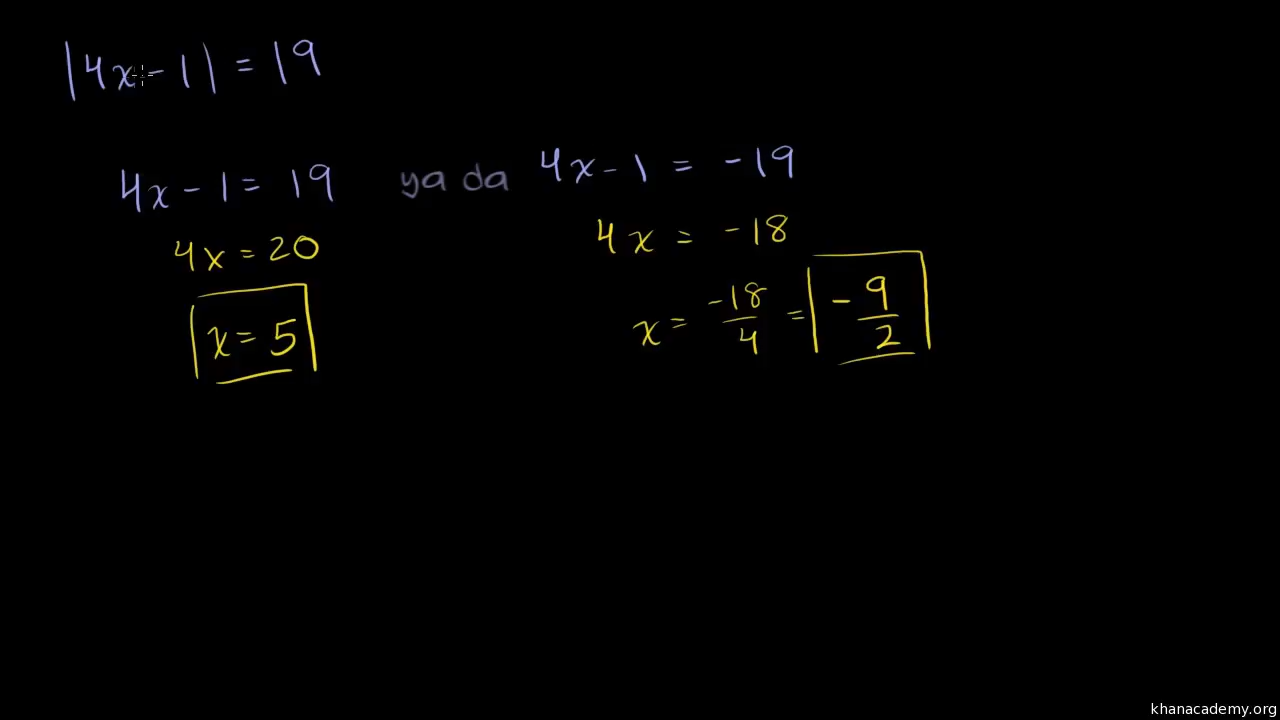 |4x - 1| = 19
4x - 1 = 19 ya da 4x - 1 = -19
4x = 20
4x = -18
x = 5
x = -18/4 = -9/2
khanacademy.org